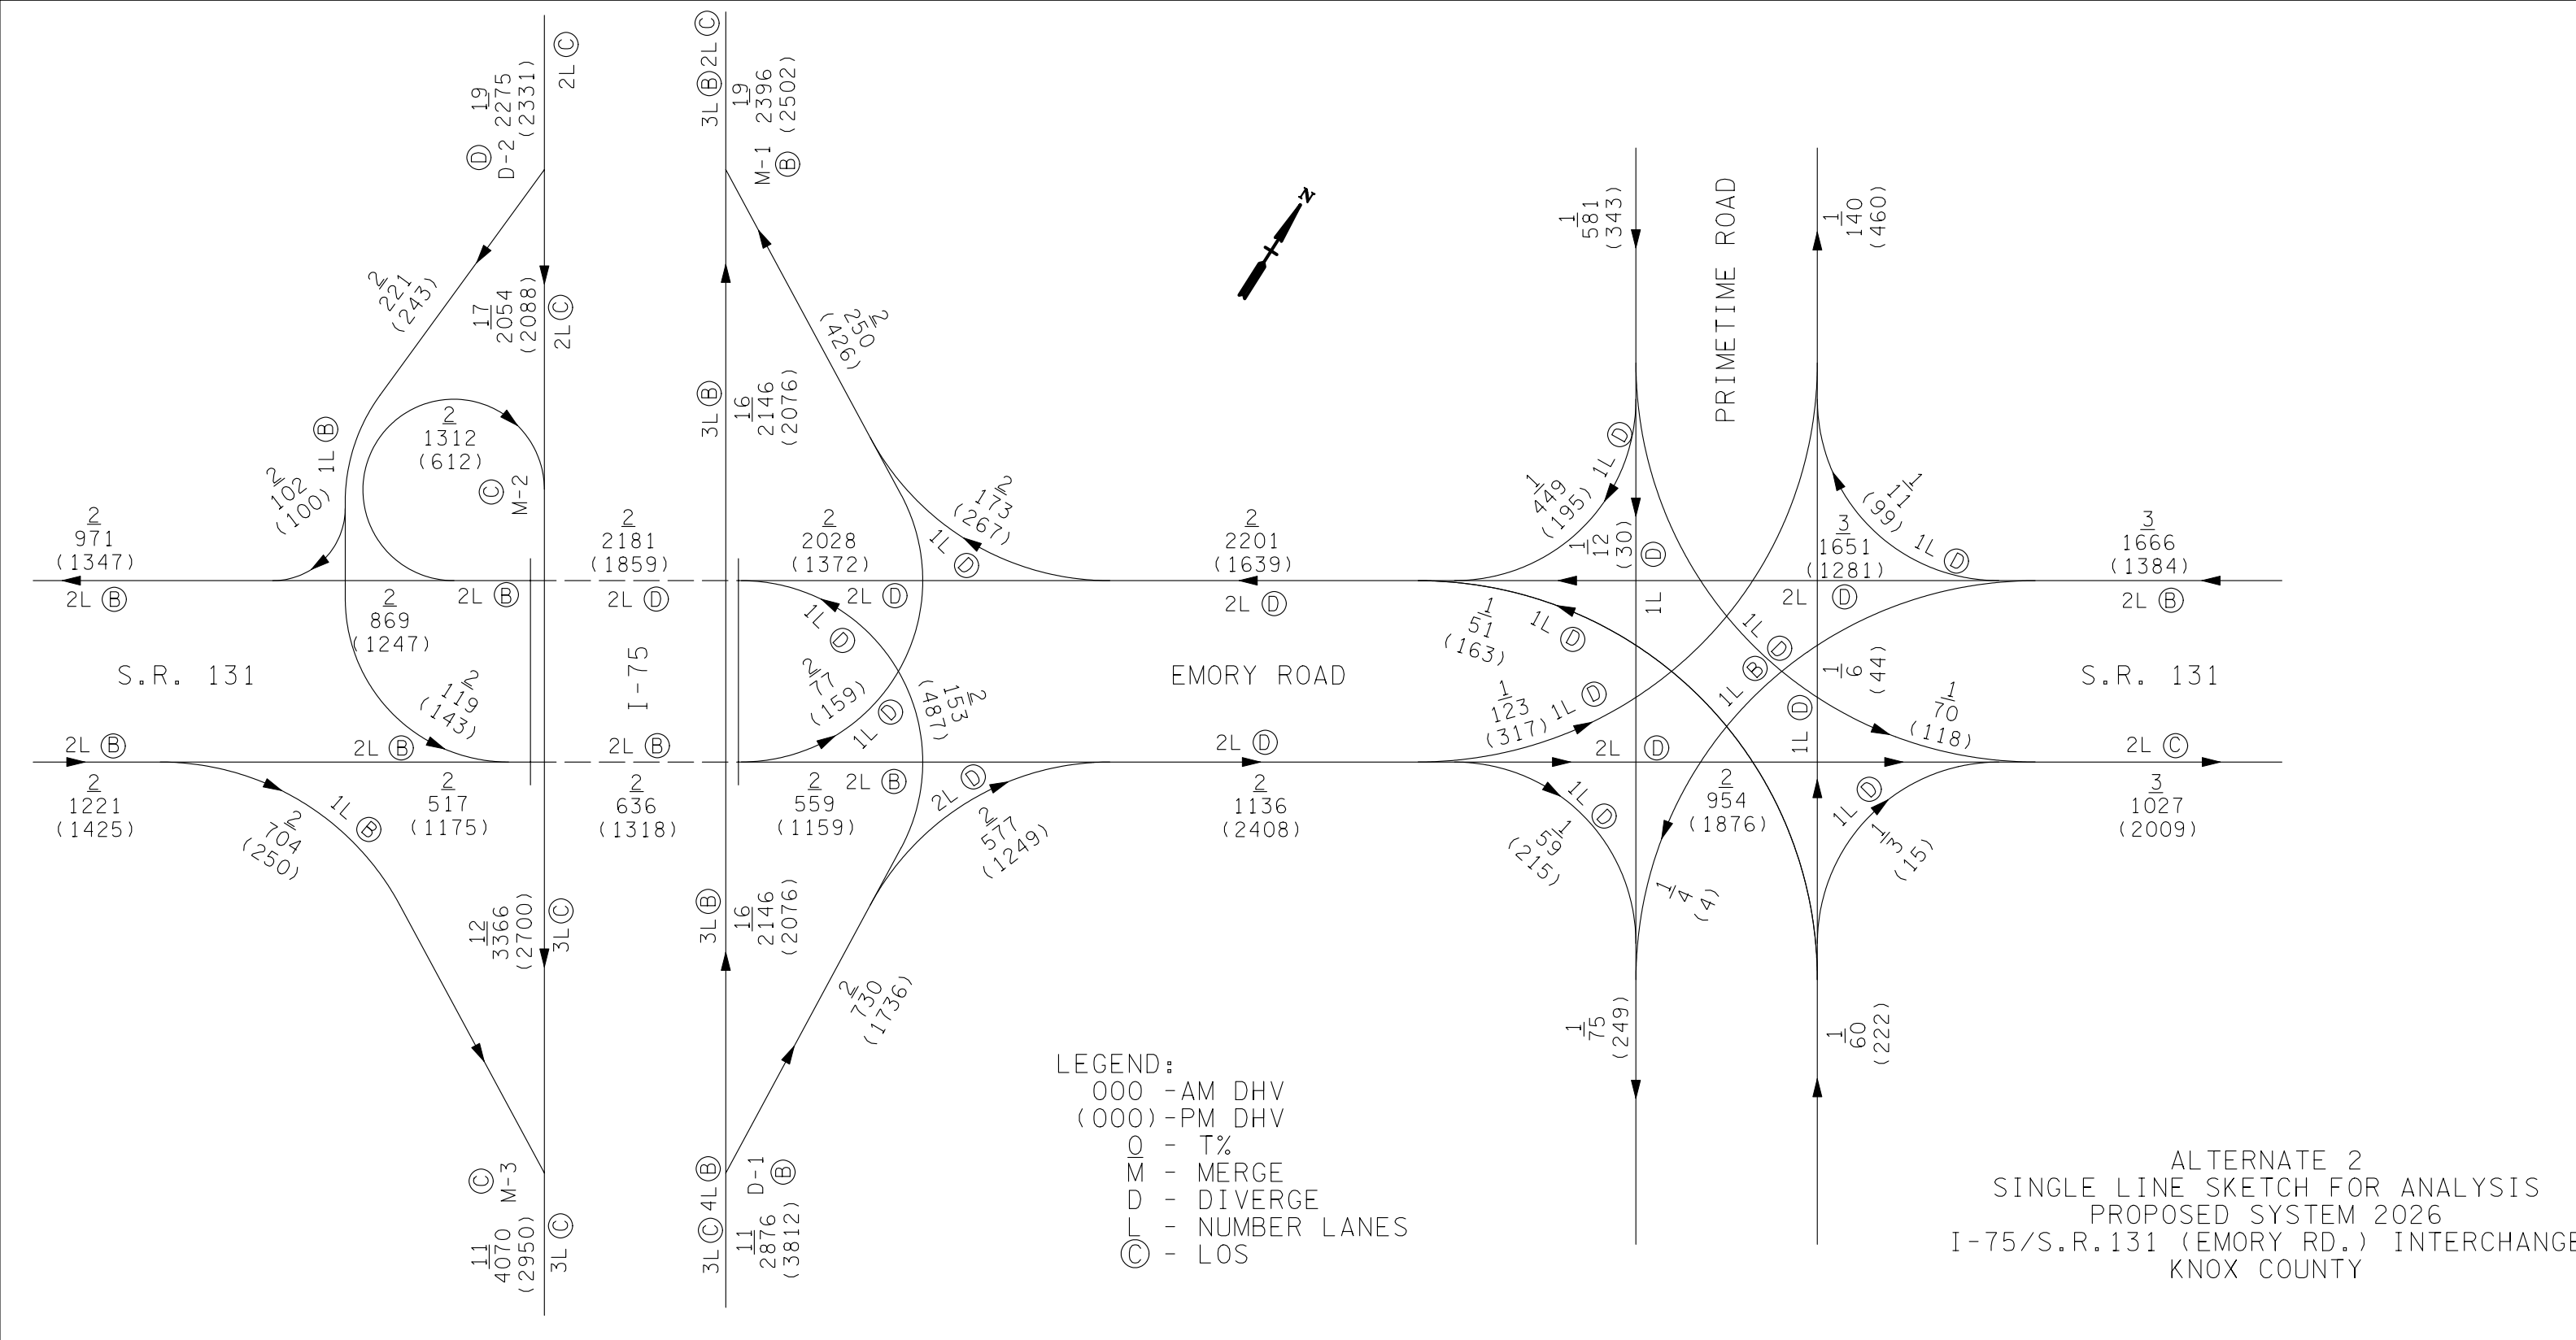 2L Ⓒ
19
2275
(2331)
Ⓓ
D-2
3L Ⓑ 2L Ⓒ
19
2396
(2502)
M-1
Ⓑ
2
221
(243)
17
2054
(2088)
2L Ⓒ
2
250
(426)
3L Ⓑ
16
2146
(2076)
N
1
581
(343)
PRIMETIME ROAD
1
140
(460)
1L Ⓑ
2
102
(100)
2
1312
(612)
Ⓒ
M-2
2
173
(267)
1L Ⓓ
1L Ⓓ
1
449
(195)
1
12
(30)
Ⓓ
1L
1
11
(99)
1L Ⓓ
2
971
(1347)
2L Ⓑ
2
869
(1247)
2L Ⓑ
2
2181
(1859)
2L Ⓓ
2
2028
(1372)
2L Ⓓ
2
2201
(1639)
2L Ⓓ
3
1651
(1281)
2L Ⓓ
3
1666
(1384)
2L Ⓑ
1L Ⓓ
1
51
(163)
1L Ⓓ
1L Ⓓ
1L Ⓑ
1
6
(44)
1L Ⓓ
S.R. 131
I-75
EMORY ROAD
S.R. 131
2
119
(143)
2
77
(159)
1L Ⓓ
2
153
(487)
1
123
(317)
1L Ⓓ
1
70
(118)
2L Ⓑ
2
1221
(1425)
2L Ⓑ
2
517
(1175)
2L Ⓑ
2
636
(1318)
2
559
(1159)
2L Ⓑ
2L Ⓓ
2L Ⓓ
2
1136
(2408)
2L Ⓓ
2
954
(1876)
2L Ⓒ
3
1027
(2009)
1L Ⓑ
2
704
(250)
2
577
(1249)
1L Ⓓ
1
59
(215)
1L Ⓓ
1
3
(15)
1
4
(4)
12
3366
(2700)
3L Ⓒ
3L Ⓑ
16
2146
(2076)
2
730
(1736)
1
75
(249)
1
60
(222)
Ⓒ
M-3
11
4070
(2950)
3L Ⓒ
3L Ⓒ 4L Ⓑ
D-1
Ⓑ
11
2876
(3812)
LEGEND:
000 -AM DHV
(000)-PM DHV
0 - T%
M - MERGE
D - DIVERGE
L - NUMBER LANES
Ⓒ - LOS
ALTERNATE 2
SINGLE LINE SKETCH FOR ANALYSIS
PROPOSED SYSTEM 2026
I-75/S.R.131 (EMORY RD.) INTERCHANGE
KNOX COUNTY